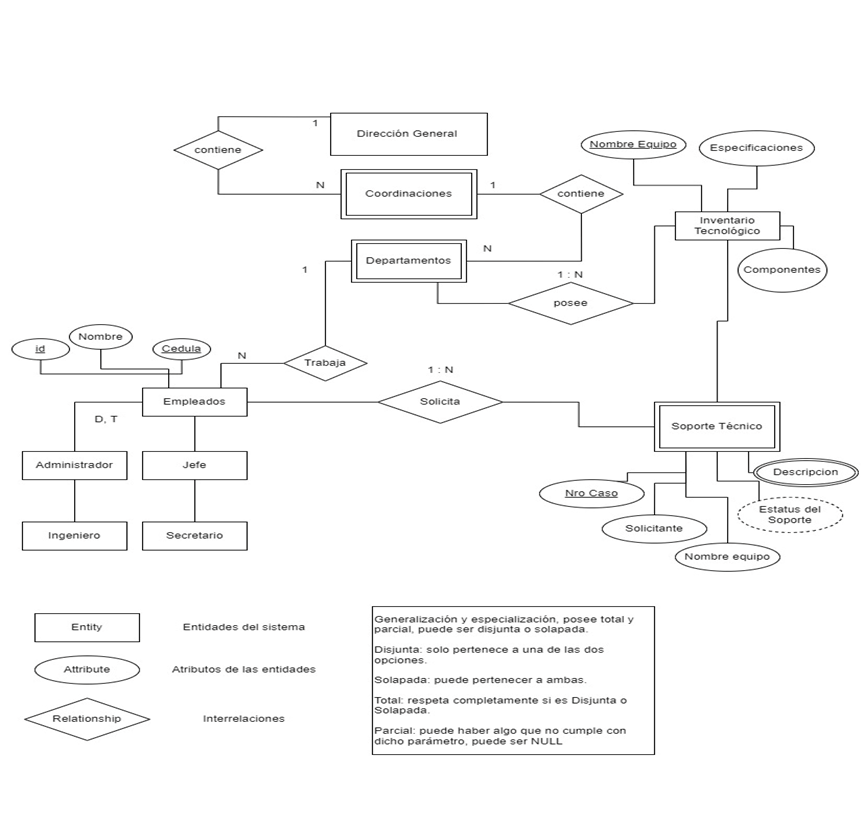 1
Dirección General
contiene
Nombre Equipo
Especificaciones
N
Coordinaciones
1
contiene
Inventario
Tecnológico
N
Departamentos
1
1 : N
Componentes
posee
Nombre
id
Cedula
N
Trabaja
1 : N
Empleados
Solicita
D, T
Soporte Técnico
Administrador
Jefe
Descripcion
Nro Caso
Estatus del
Soporte
Solicitante
Ingeniero
Secretario
Nombre equipo
Entity
Entidades del sistema
Attribute
Atributos de las entidades
Relationship
Interrelaciones
Generalización y especialización, posee total y
parcial, puede ser disjunta o solapada.
Disjunta: solo pertenece a una de las dos
opciones.
Solapada: puede pertenecer a ambas.
Total: respeta completamente si es Disjunta o
Solapada.
Parcial: puede haber algo que no cumple con
dicho parámetro, puede ser NULL